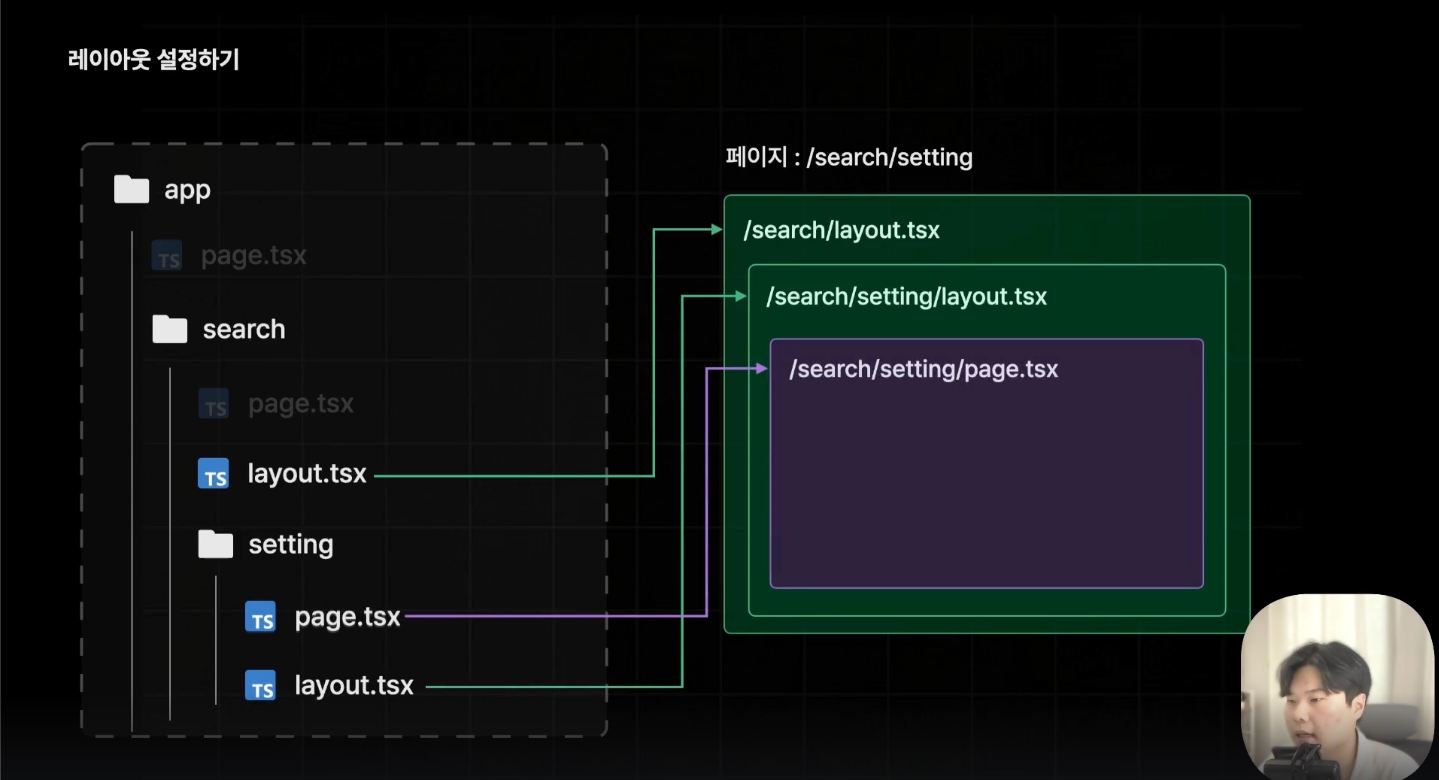 레이아웃 설정하기
app
TS page.tsx
search
TS page.tsx
TS layout.tsx
setting
TS page.tsx
TS layout.tsx
페이지 : /search/setting
/search/layout.tsx
/search/setting/layout.tsx
/search/setting/page.tsx